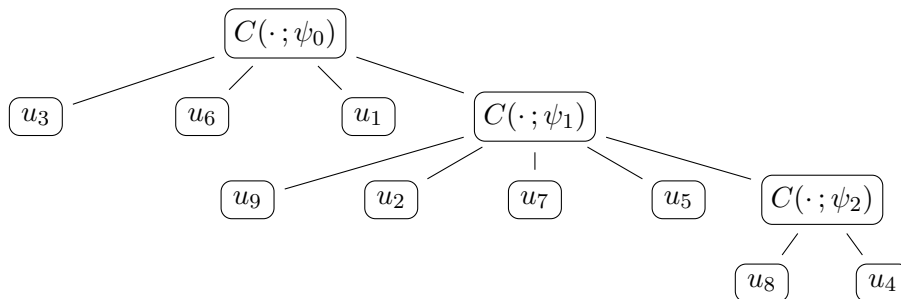 C(· ; ψ₀)
u₃ u₆ u₁ C(· ; ψ₁)
u₉ u₂ u₇ u₅ C(· ; ψ₂)
u₈ u₄